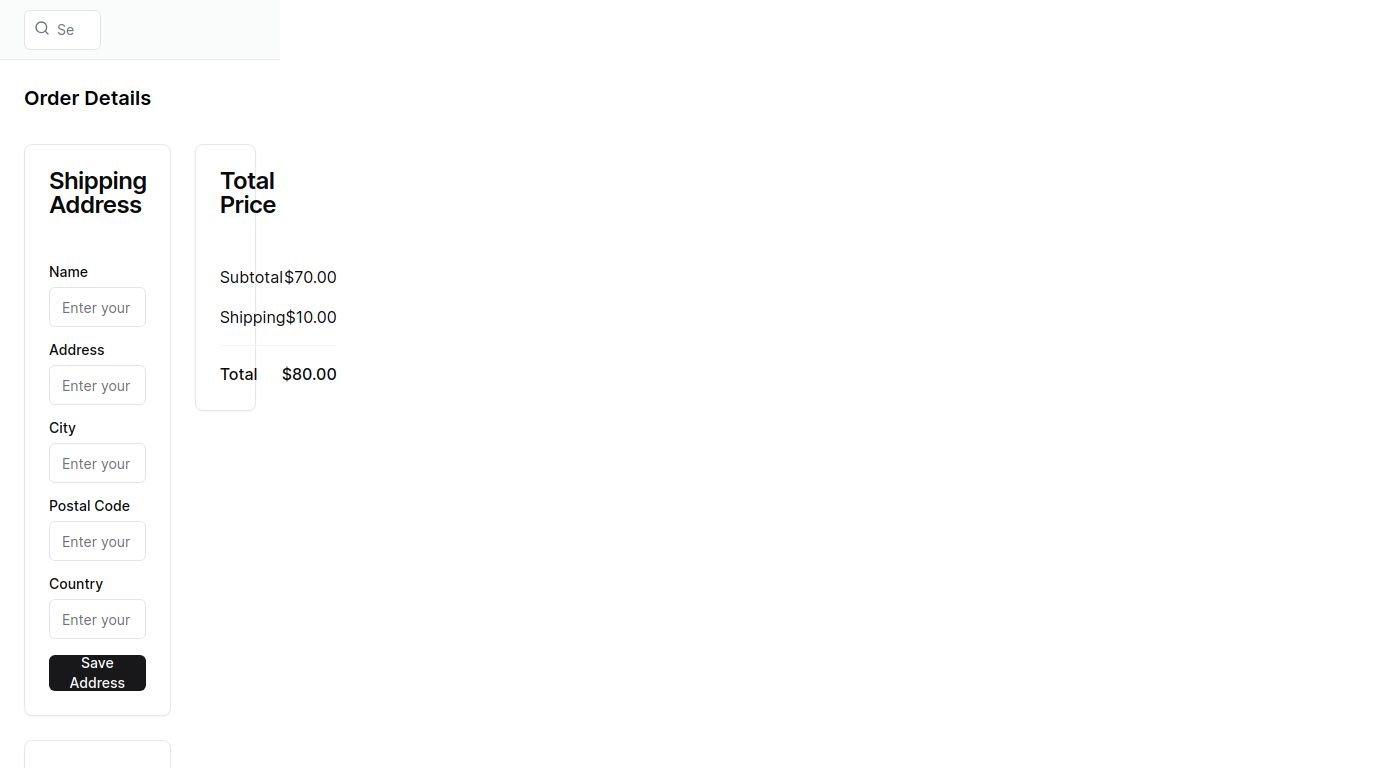 Se
Order Details
Shipping
Address
Name
Enter your
Address
Enter your
City
Enter your
Postal Code
Enter your
Country
Enter your
Save
Address
Total
Price
Subtotal $70.00
Shipping $10.00
Total $80.00